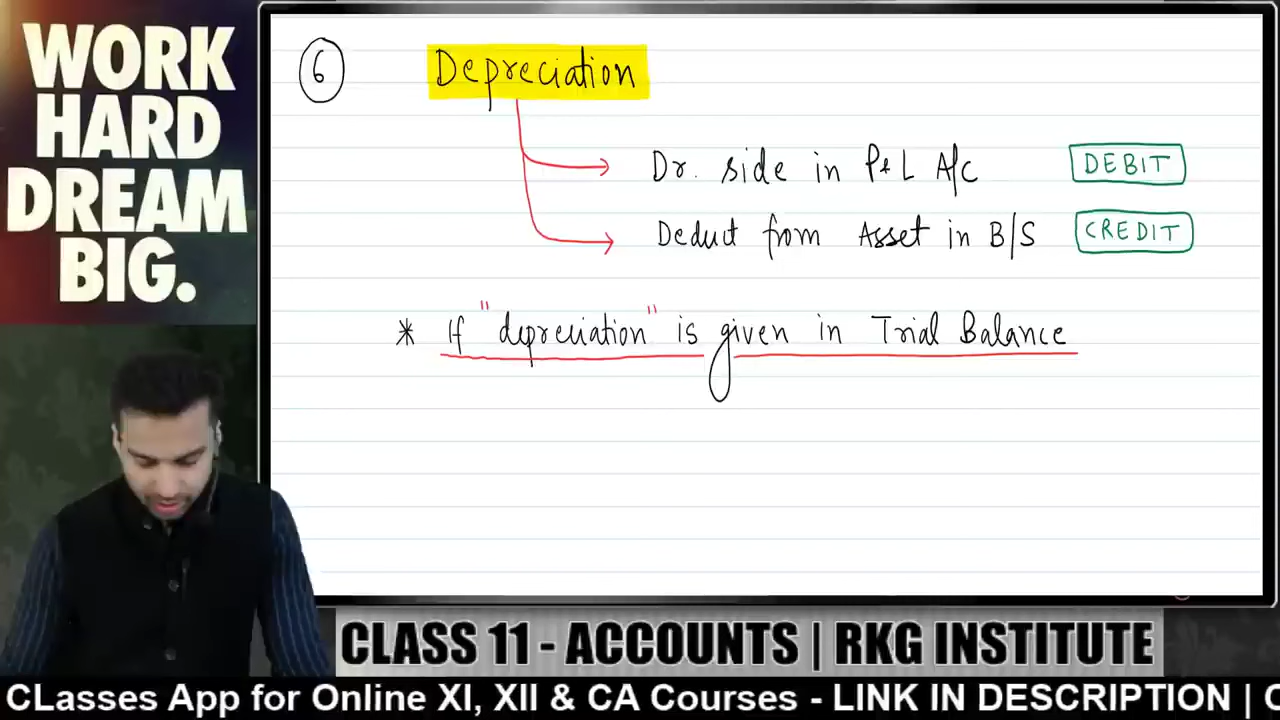 WORK
HARD
DREAM
BIG.
6 Depreciation
Dr. side in P+L A/c DEBIT
Deduct from Asset in B/S CREDIT
* If "depreciation" is given in Trial Balance
CLASS 11 - ACCOUNTS | RKG INSTITUTE
CLasses App for Online XI, XII & CA Courses - LINK IN DESCRIPTION |